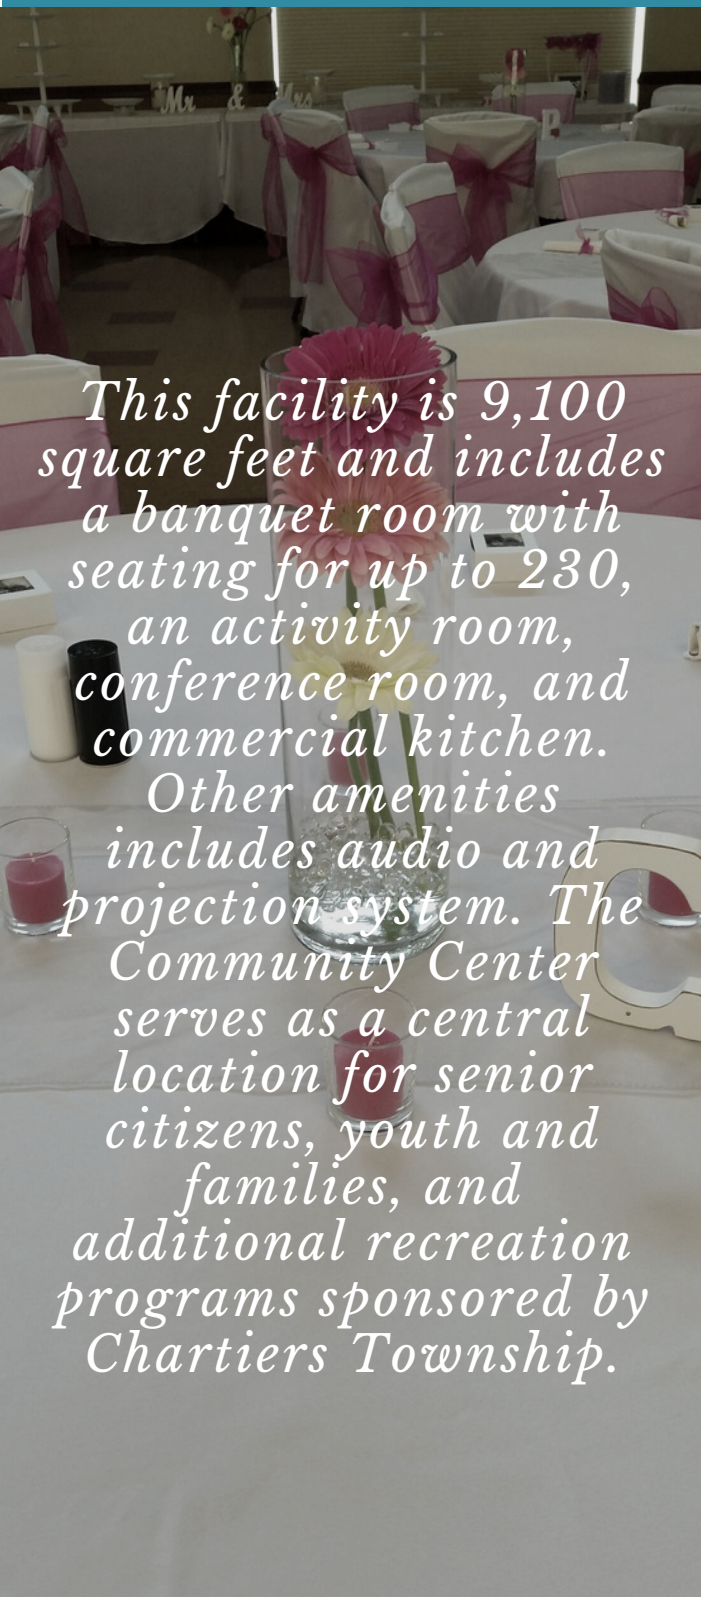 Mr & Mrs
P
This facility is 9,100
square feet and includes
a banquet room with
seating for up to 230,
an activity room,
conference room, and
commercial kitchen.
Other amenities
includes audio and
projection system. The
Community Center
serves as a central
location for senior
citizens, youth and
families, and
additional recreation
programs sponsored by
Chartiers Township.
C